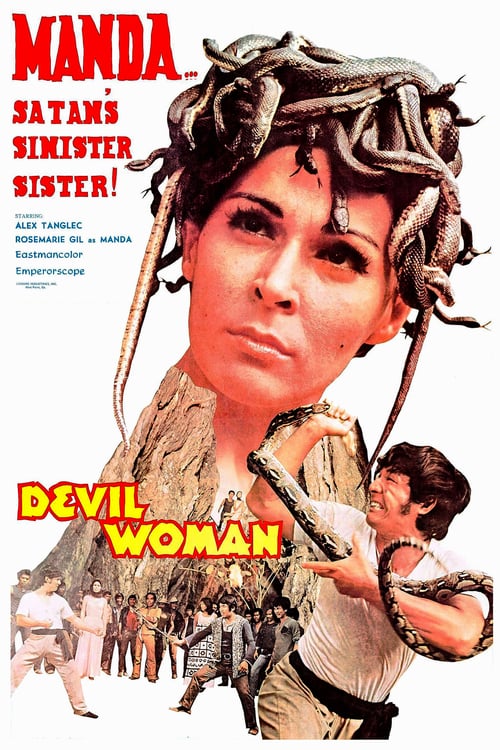 MANDA...
SATAN'S
SINISTER
SISTER!
STARRING
ALEX TANGLEC
ROSEMARIE GIL as MANDA
Eastmancolor
Emperorscope
DEVIL
WOMAN